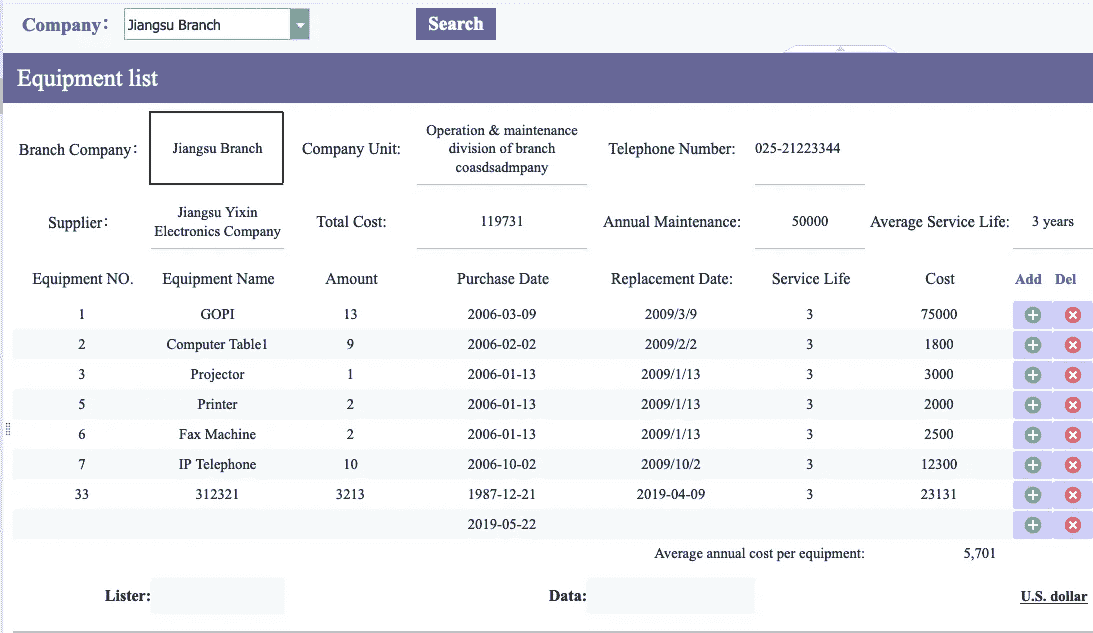 Company: Jiangsu Branch Search
Equipment list
Branch Company: Jiangsu Branch Company Unit: Operation & maintenance division of branch coasdsadmpany Telephone Number: 025-21223344
Supplier: Jiangsu Yixin Electronics Company Total Cost: 119731 Annual Maintenance: 50000 Average Service Life: 3 years
Equipment NO. Equipment Name Amount Purchase Date Replacement Date: Service Life Cost Add Del
1 GOPI 13 2006-03-09 2009/3/9 3 75000
2 Computer Table1 9 2006-02-02 2009/2/2 3 1800
3 Projector 1 2006-01-13 2009/1/13 3 3000
5 Printer 2 2006-01-13 2009/1/13 3 2000
6 Fax Machine 2 2006-01-13 2009/1/13 3 2500
7 IP Telephone 10 2006-10-02 2009/10/2 3 12300
33 312321 3213 1987-12-21 2019-04-09 3 23131
2019-05-22
Average annual cost per equipment: 5,701
Lister: Data: U.S. dollar